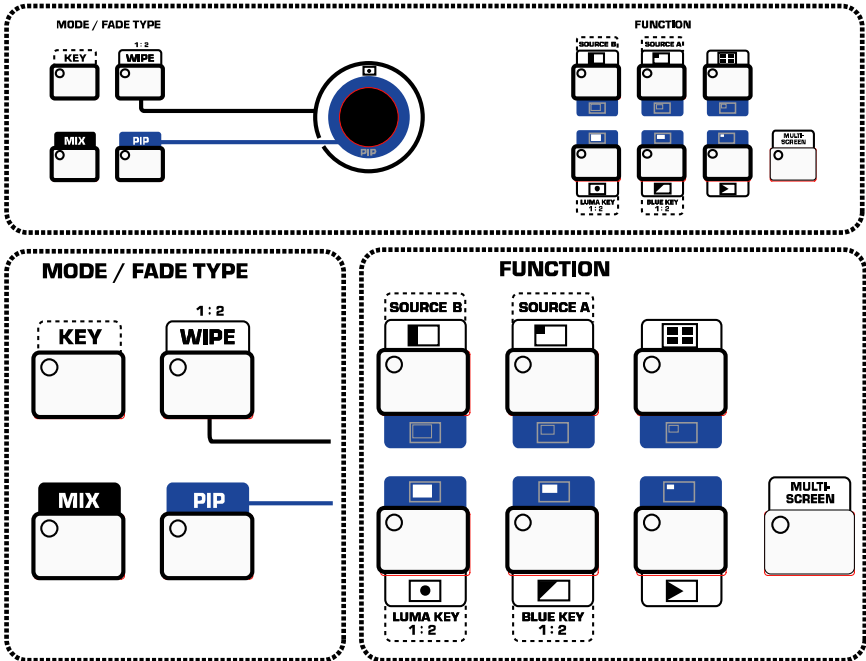 MODE / FADE TYPE
FUNCTION
1:2
SOURCE B
SOURCE A
KEY
WIPE
MIX
PIP
PIP
MULTI-
SCREEN
LUMA KEY
1:2
BLUE KEY
1:2
MODE / FADE TYPE
1:2
KEY
WIPE
MIX
PIP
FUNCTION
SOURCE B
SOURCE A
MULTI-
SCREEN
LUMA KEY
1:2
BLUE KEY
1:2